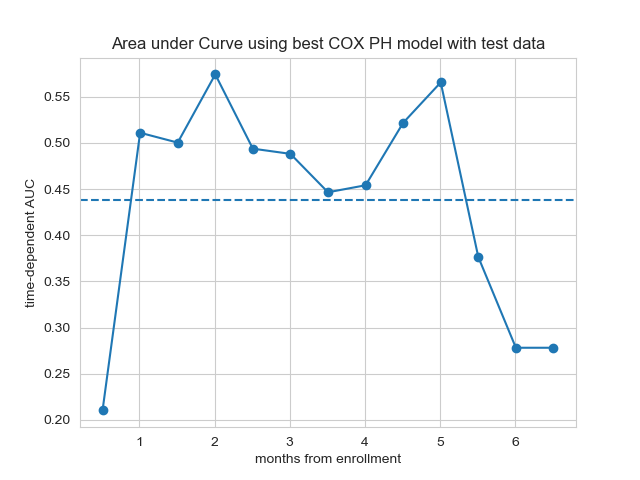 Area under Curve using best COX PH model with test data
time-dependent AUC
0.55
0.50
0.45
0.40
0.35
0.30
0.25
0.20
1 2 3 4 5 6
months from enrollment